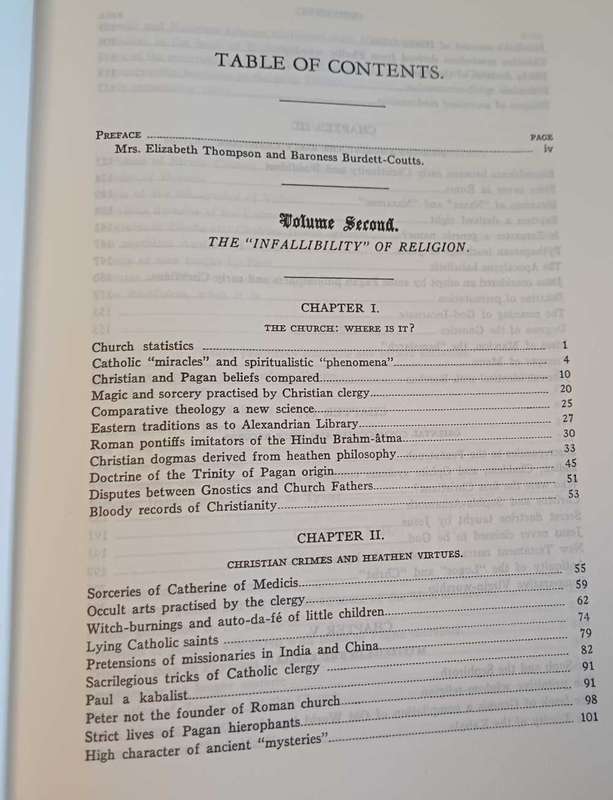 TABLE OF CONTENTS.
PAGE
PREFACE ........ iv
Mrs. Elizabeth Thompson and Baroness Burdett-Coutts.
Volume Second.
THE "INFALLIBILITY" OF RELIGION.
CHAPTER I.
THE CHURCH: WHERE IS IT?
Church statistics ........ 1
Catholic "miracles" and spiritualistic "phenomena"........ 4
Christian and Pagan beliefs compared........ 10
Magic and sorcery practised by Christian clergy........ 20
Comparative theology a new science........ 25
Eastern traditions as to Alexandrian Library........ 27
Roman pontiffs imitators of the Hindu Brahm-âtma........ 30
Christian dogmas derived from heathen philosophy........ 33
Doctrine of the Trinity of Pagan origin........ 45
Disputes between Gnostics and Church Fathers........ 51
Bloody records of Christianity........ 53
CHAPTER II.
CHRISTIAN CRIMES AND HEATHEN VIRTUES.
Sorceries of Catherine of Medicis........ 55
Occult arts practised by the clergy........ 59
Witch-burnings and auto-da-fé of little children........ 62
Lying Catholic saints ........ 74
Pretensions of missionaries in India and China........ 79
Sacrilegious tricks of Catholic clergy ........ 82
Paul a kabalist........ 91
Peter not the founder of Roman church........ 91
Strict lives of Pagan hierophants........ 98
High character of ancient "mysteries"........ 101